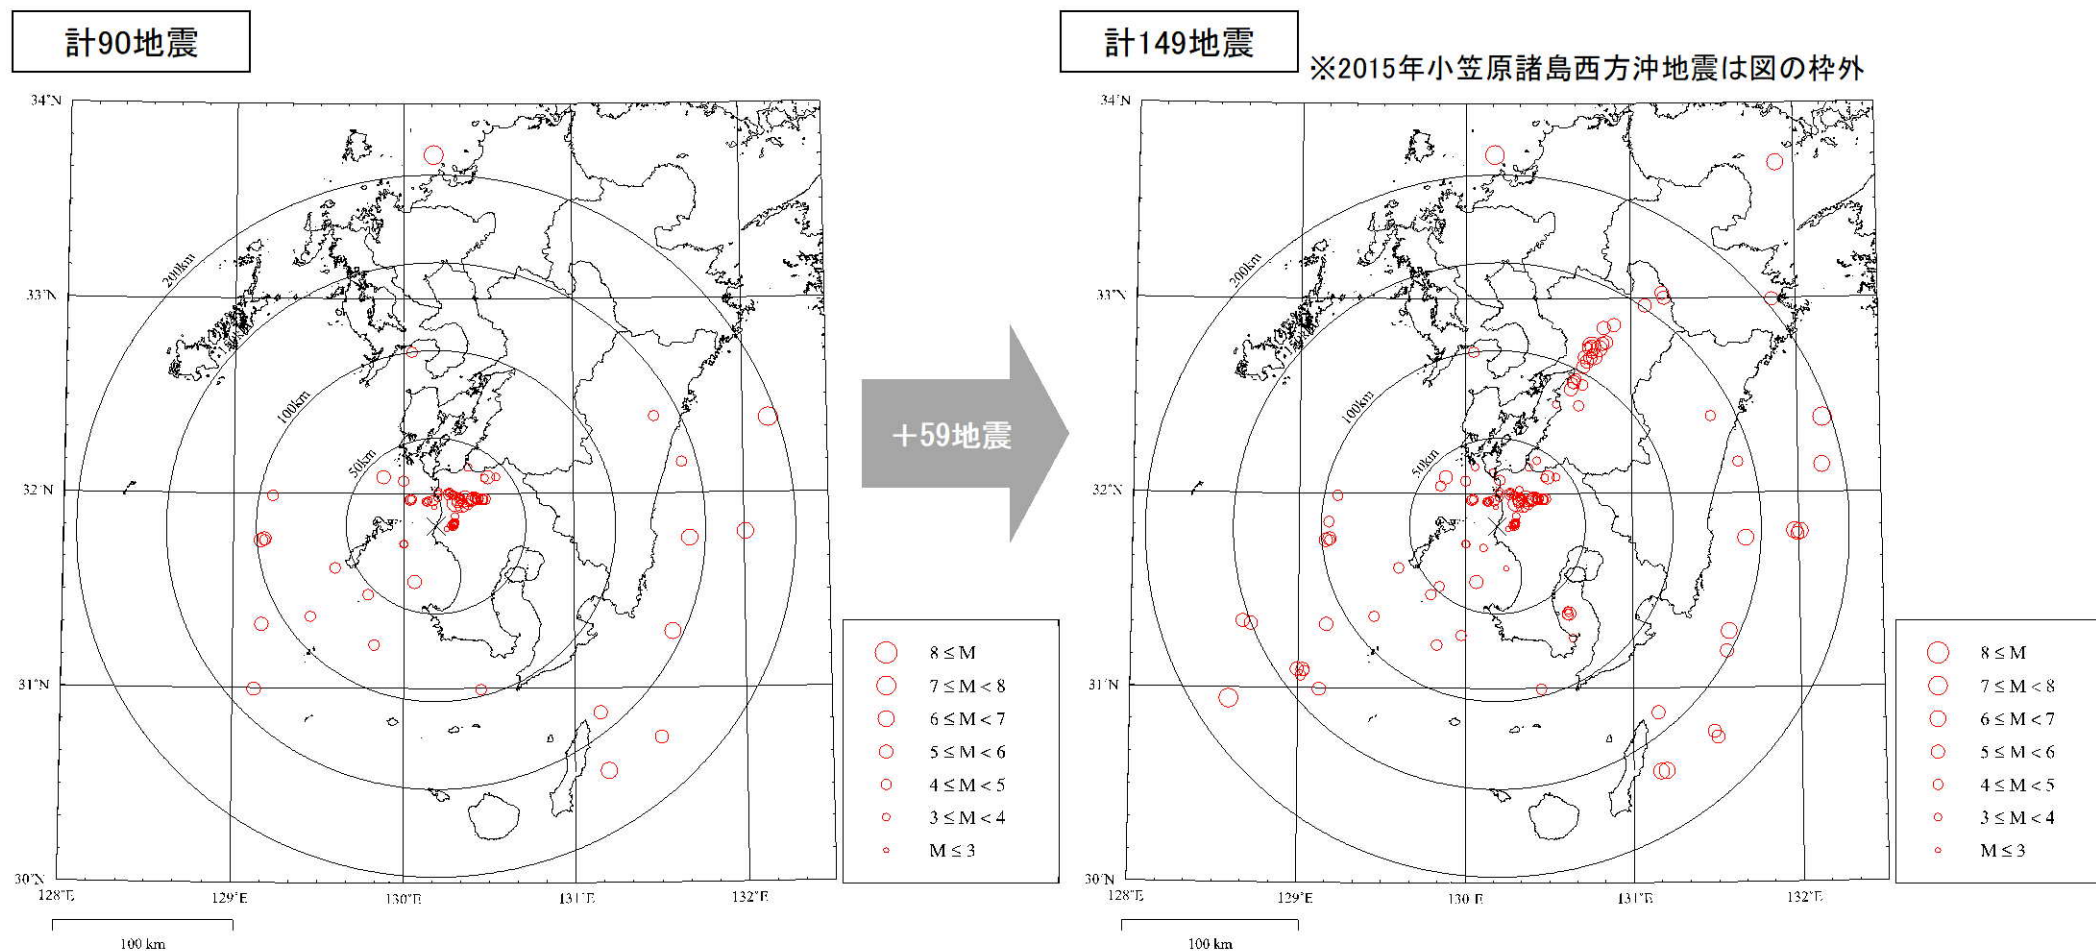 計90地震
計149地震
※2015年小笠原諸島西方沖地震は図の枠外
34°N
33°N
32°N
31°N
30°N
128°E
129°E
130°E
131°E
132°E
200km
100km
50km
100 km
8 ≤ M
7 ≤ M < 8
6 ≤ M < 7
5 ≤ M < 6
4 ≤ M < 5
3 ≤ M < 4
M ≤ 3
＋59地震
34°N
33°N
32°N
31°N
30°N
128°E
129°E
130 E
131°E
132°E
200km
100km
50km
100 km
8 ≤ M
7 ≤ M < 8
6 ≤ M < 7
5 ≤ M < 6
4 ≤ M < 5
3 ≤ M < 4
M ≤ 3